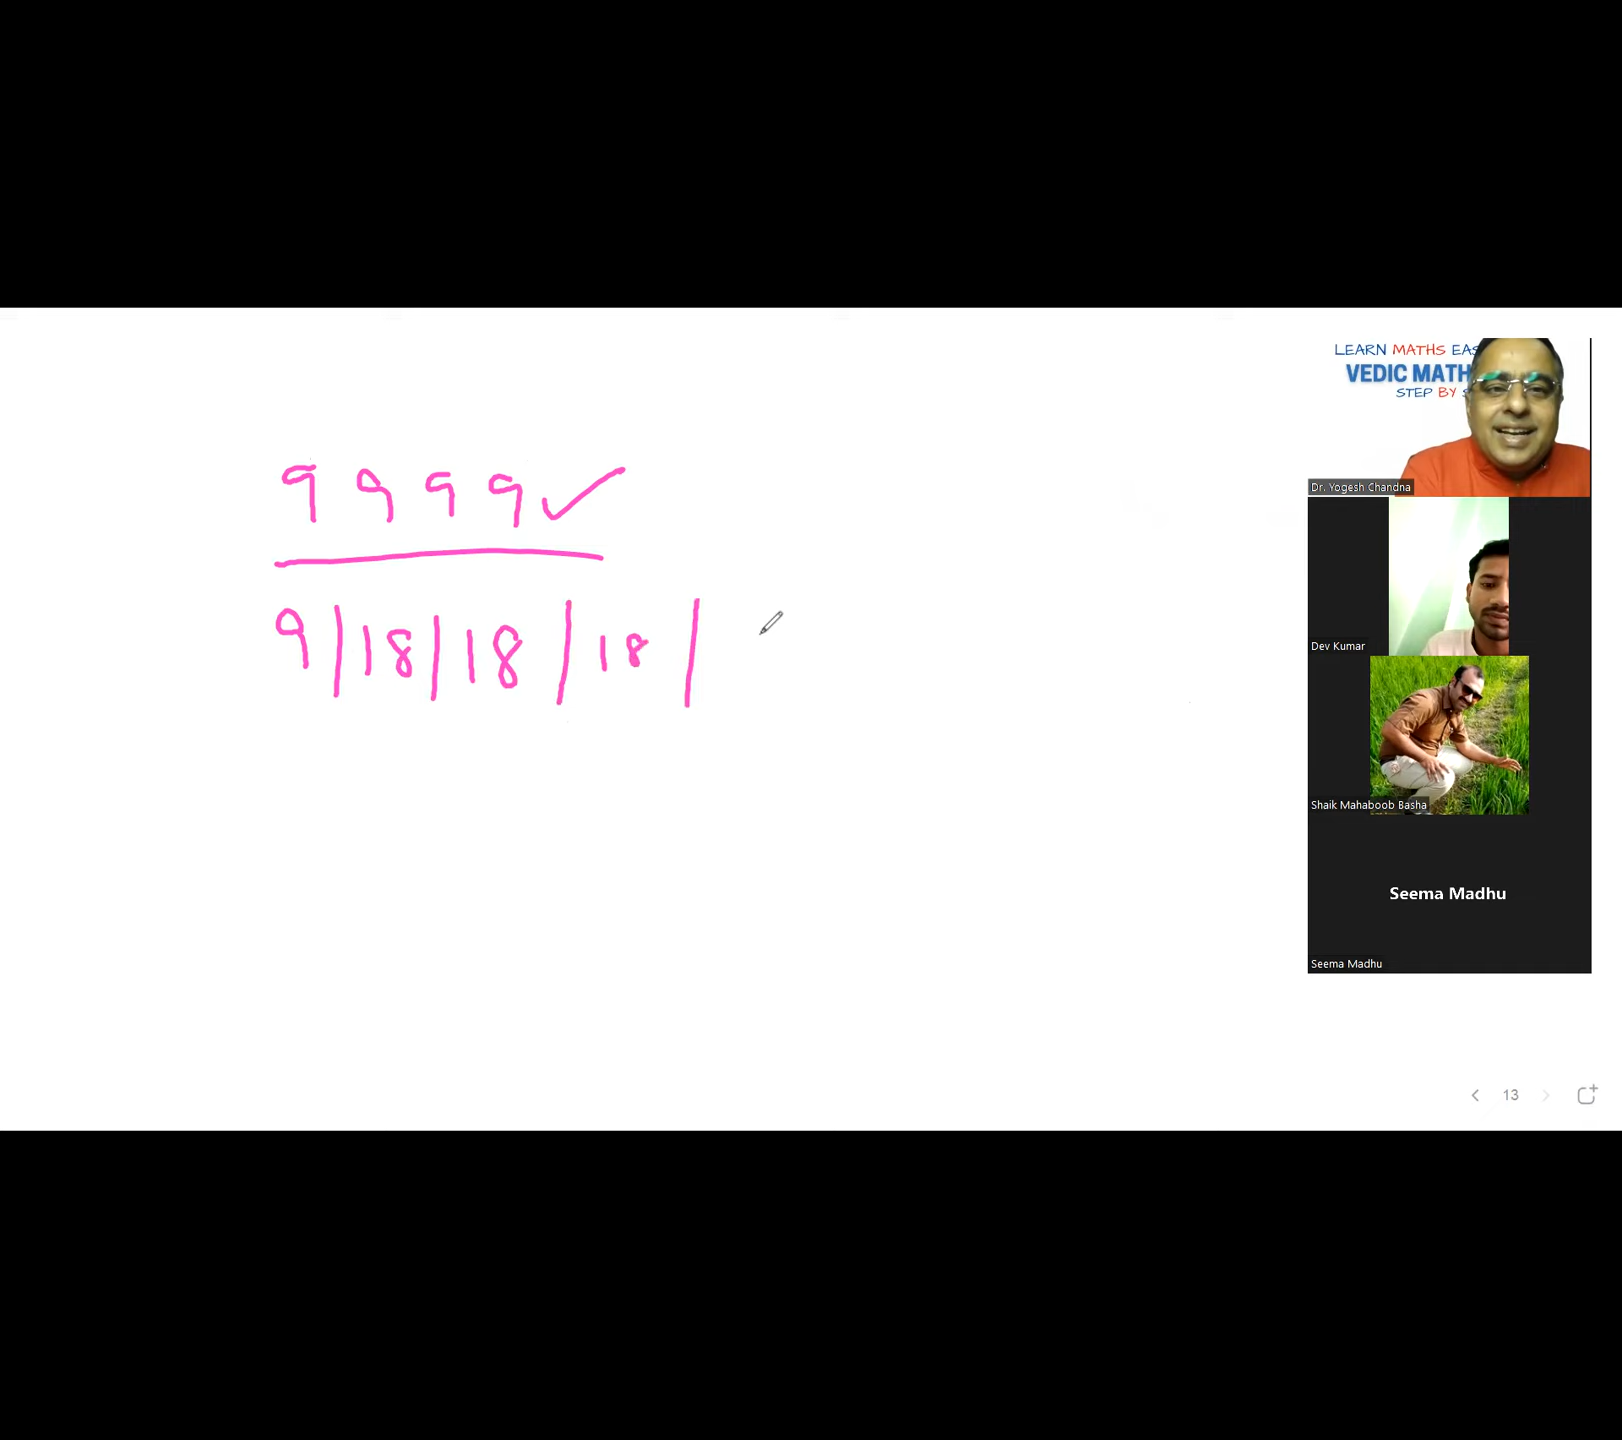 LEARN MATHS EAS
VEDIC MATH
STEP BY S
9 9 9 9 ✓
Dr. Yogesh Chandna
9/18/18/18/
Dev Kumar
Shaik Mahaboob Basha
Seema Madhu
Seema Madhu
< 13 >